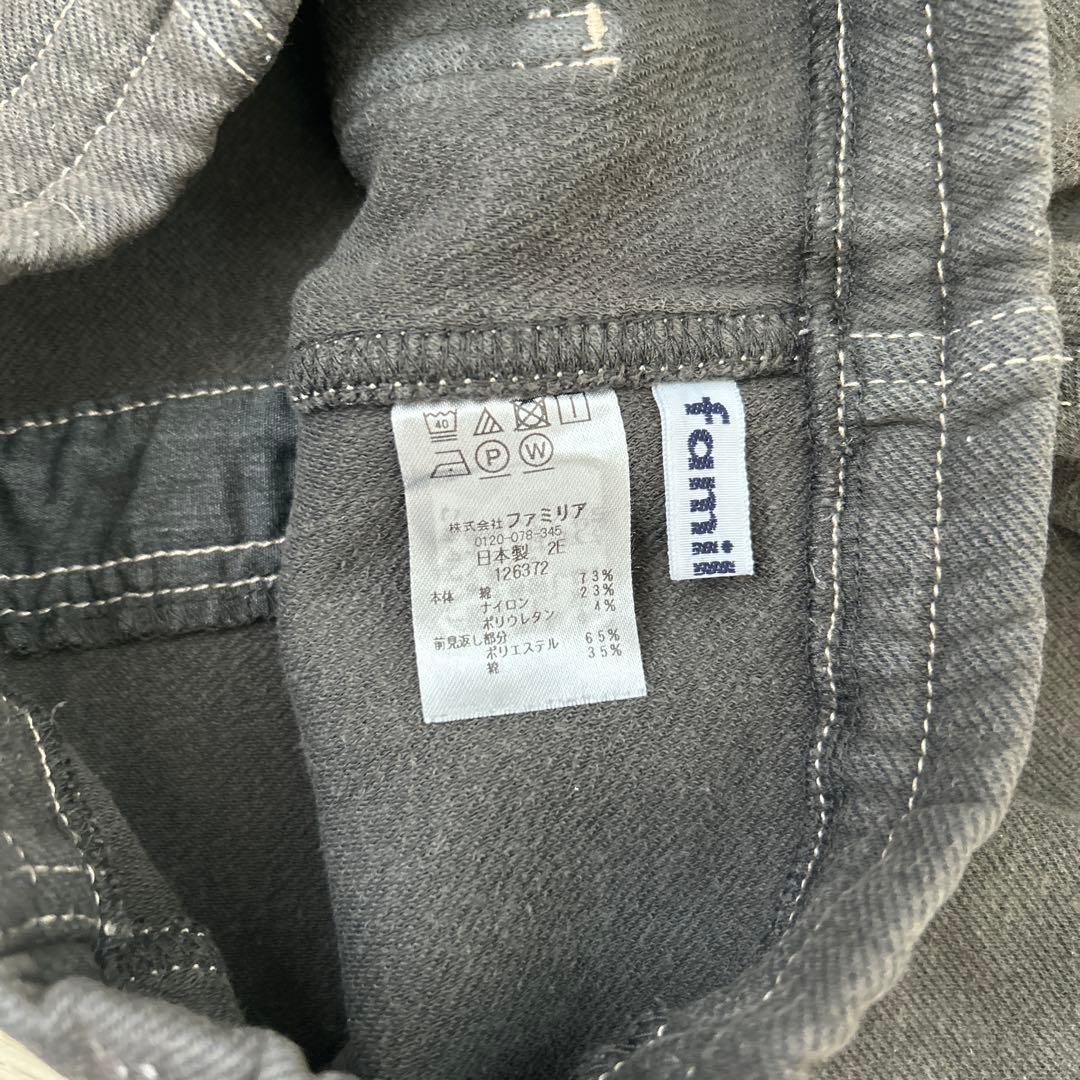 40
P W
株式会社ファミリア
0120-078-345
日本製 2E
126372
本体 綿 73%
ナイロン 23%
ポリウレタン 4%
前見返し部分
ポリエステル 65%
綿 35%
famili